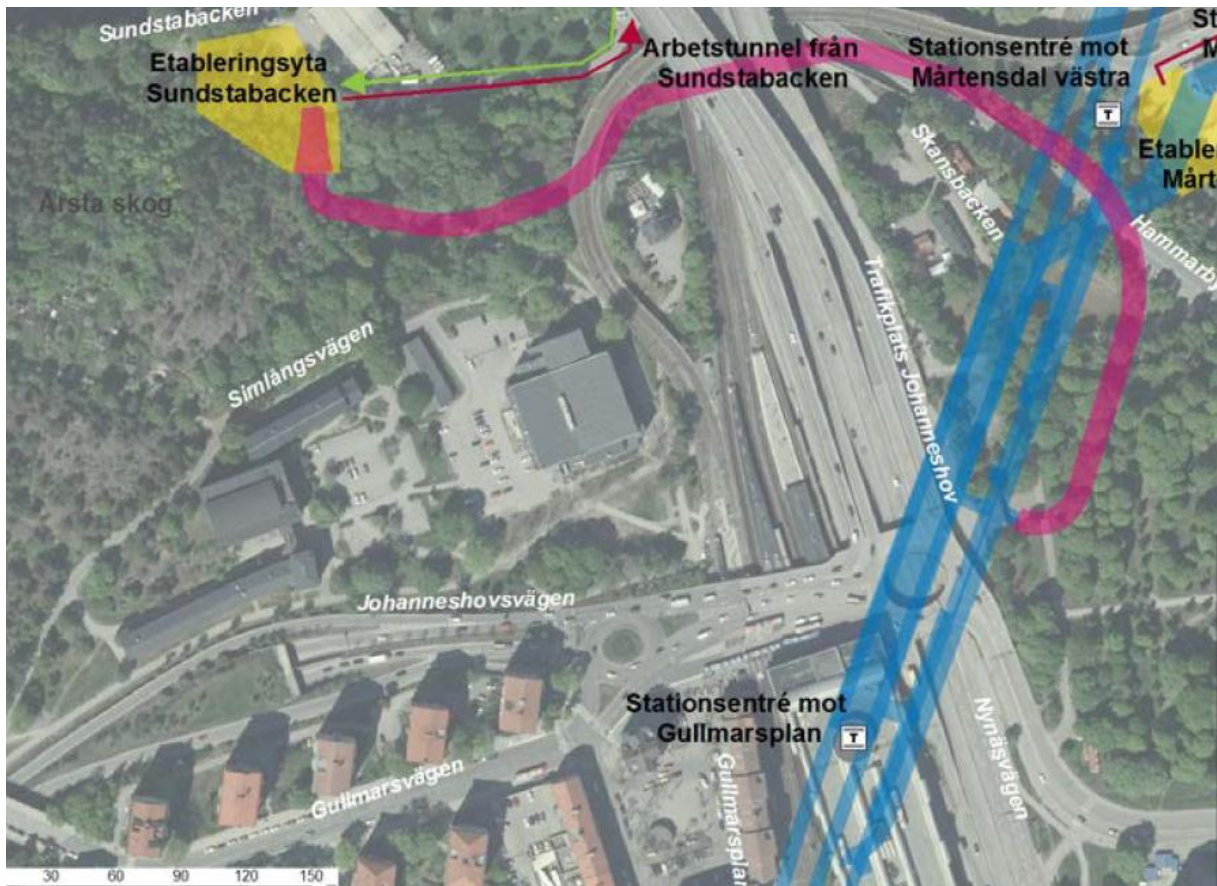 Sundstabacken
Etableringsyta
Sundstabacken
Arbetstunnel från
Sundstabacken
Stationsentré mot
Mårtensdal västra
T
Årsta skog
Skansbacken
Hammarby
Simlångsvägen
Trafikplats Johanneshov
Johanneshovsvägen
Stationsentré mot
Gullmarsplan
T
Nynäsvägen
Gullmarsvägen
Gullmarsplan
30 60 90 120 150